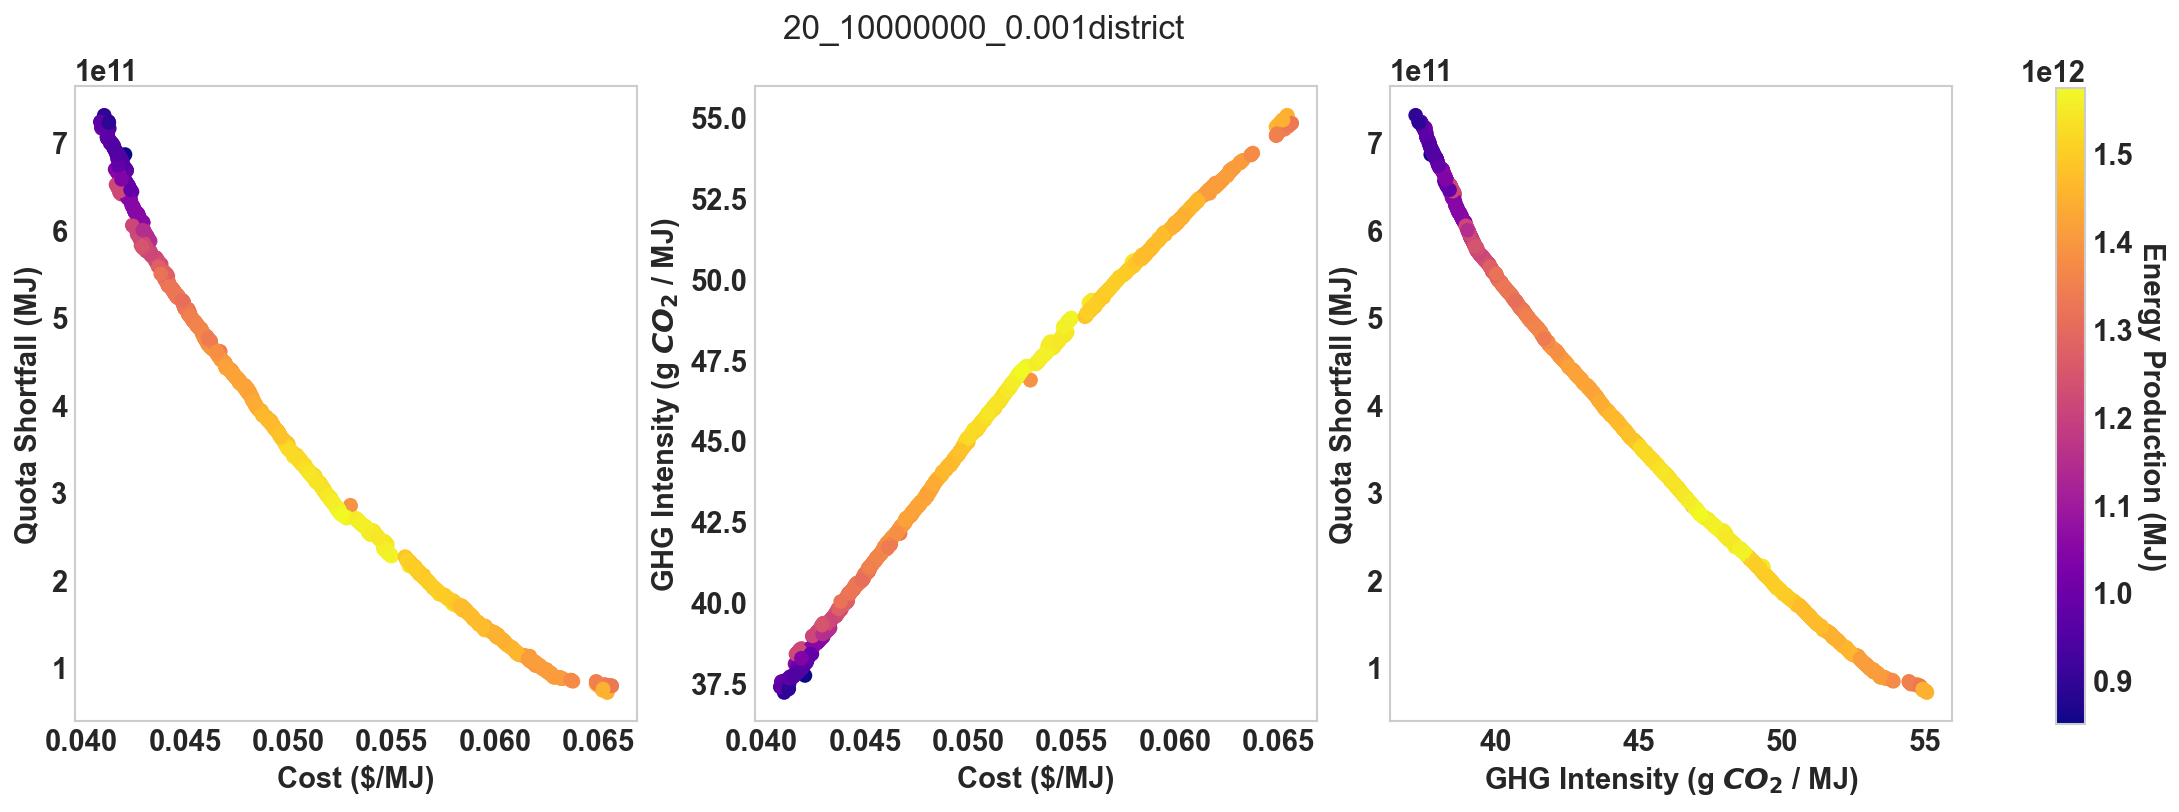 20_10000000_0.001district
1e11
7
6
5
4
3
2
1
Quota Shortfall (MJ)
0.040 0.045 0.050 0.055 0.060 0.065
Cost ($/MJ)
55.0
52.5
50.0
47.5
45.0
42.5
40.0
37.5
GHG Intensity (g CO₂ / MJ)
0.040 0.045 0.050 0.055 0.060 0.065
Cost ($/MJ)
1e11
7
6
5
4
3
2
1
Quota Shortfall (MJ)
40 45 50 55
GHG Intensity (g CO₂ / MJ)
1e12
1.5
1.4
1.3
1.2
1.1
1.0
0.9
Energy Production (MJ)